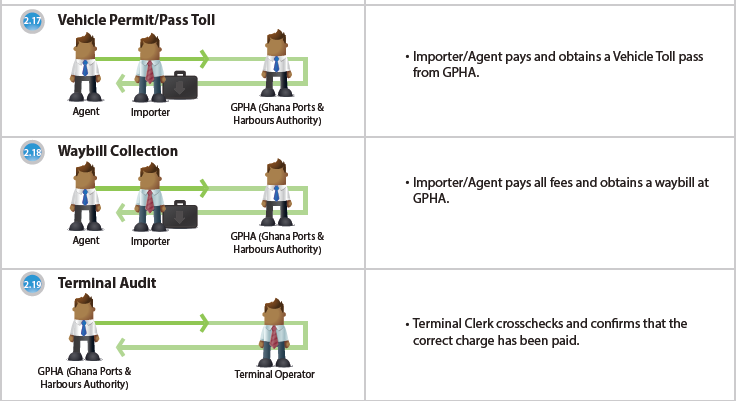 2.17 Vehicle Permit/Pass Toll
Agent
Importer
GPHA (Ghana Ports &
Harbours Authority)
• Importer/Agent pays and obtains a Vehicle Toll pass
from GPHA.
2.18 Waybill Collection
Agent
Importer
GPHA (Ghana Ports &
Harbours Authority)
• Importer/Agent pays all fees and obtains a waybill at
GPHA.
2.19 Terminal Audit
GPHA (Ghana Ports &
Harbours Authority)
Terminal Operator
• Terminal Clerk crosschecks and confirms that the
correct charge has been paid.